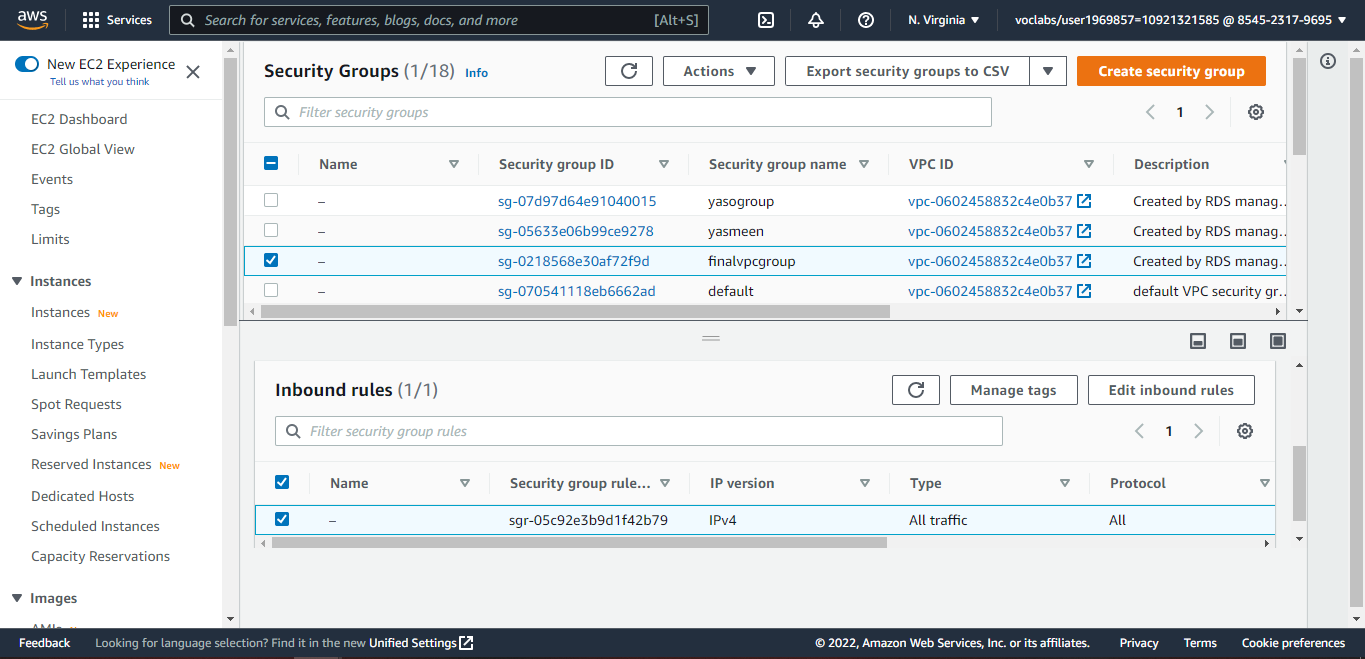 aws Services Search for services, features, blogs, docs, and more [Alt+S] N. Virginia voclabs/user1969857=10921321585 @ 8545-2317-9695
New EC2 Experience
Tell us what you think
EC2 Dashboard
EC2 Global View
Events
Tags
Limits
Instances
Instances New
Instance Types
Launch Templates
Spot Requests
Savings Plans
Reserved Instances New
Dedicated Hosts
Scheduled Instances
Capacity Reservations
Images
Security Groups (1/18) Info
Actions
Export security groups to CSV
Create security group
Filter security groups
1
Name Security group ID Security group name VPC ID Description
– sg-07d97d64e91040015 yasogroup vpc-0602458832c4e0b37 Created by RDS manag...
– sg-05633e06b99ce9278 yasmeen vpc-0602458832c4e0b37 Created by RDS manag...
– sg-0218568e30af72f9d finalvpcgroup vpc-0602458832c4e0b37 Created by RDS manag...
– sg-070541118eb6662ad default vpc-0602458832c4e0b37 default VPC security gr...
Inbound rules (1/1)
Manage tags
Edit inbound rules
Filter security group rules
1
Name Security group rule... IP version Type Protocol
– sgr-05c92e3b9d1f42b79 IPv4 All traffic All
Feedback Looking for language selection? Find it in the new Unified Settings © 2022, Amazon Web Services, Inc. or its affiliates. Privacy Terms Cookie preferences